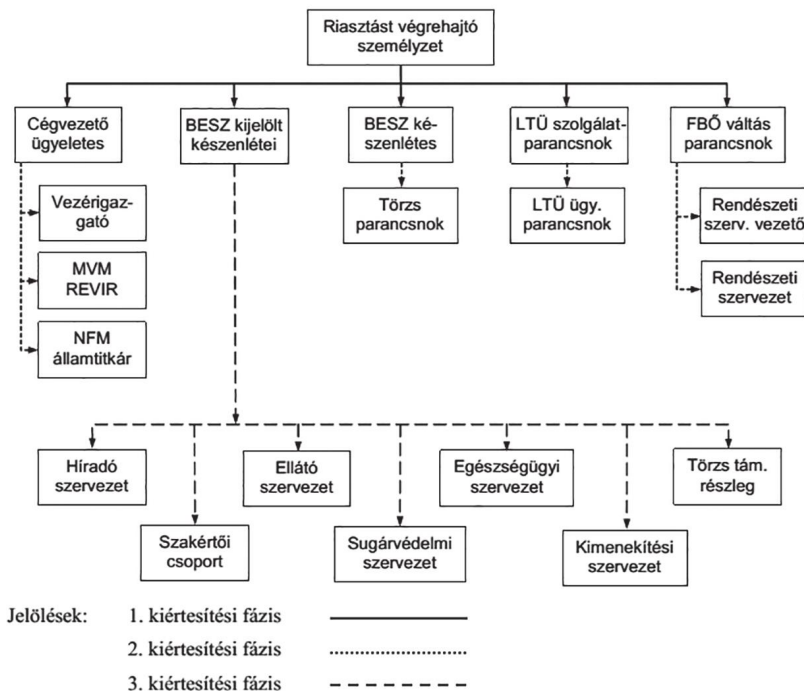 Riasztást végrehajtó
személyzet
Cégvezető
ügyeletes
BESZ kijelölt
készenlétei
BESZ ké-
szenlétes
LTÜ szolgálat-
parancsnok
FBŐ váltás
parancsnok
Vezérigaz-
gató
Törzs
parancsnok
LTÜ ügy.
parancsnok
Rendészeti
szerv. vezető
MVM
REVIR
Rendészeti
szervezet
NFM
államtitkár
Híradó
szervezet
Ellátó
szervezet
Egészségügyi
szervezet
Törzs tám.
részleg
Szakértői
csoport
Sugárvédelmi
szervezet
Kimenekítési
szervezet
Jelölések: 1. kiértesítési fázis
2. kiértesítési fázis
3. kiértesítési fázis